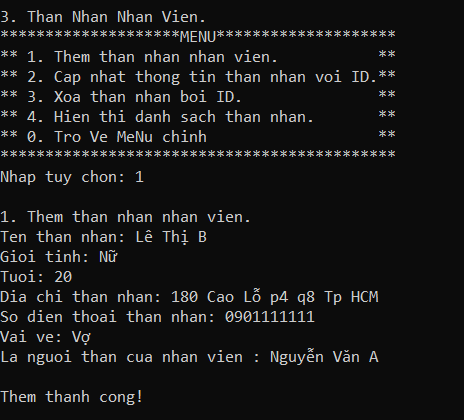 3. Than Nhan Nhan Vien.
********************MENU********************
** 1. Them than nhan nhan vien.           **
** 2. Cap nhat thong tin than nhan voi ID.**
** 3. Xoa than nhan boi ID.               **
** 4. Hien thi danh sach than nhan.       **
** 0. Tro Ve MeNu chinh                   **
********************************************
Nhap tuy chon: 1
1. Them than nhan nhan vien.
Ten than nhan: Lê Thị B
Gioi tinh: Nữ
Tuoi: 20
Dia chi than nhan: 180 Cao Lỗ p4 q8 Tp HCM
So dien thoai than nhan: 0901111111
Vai ve: Vợ
La nguoi than cua nhan vien : Nguyễn Văn A
Them thanh cong!